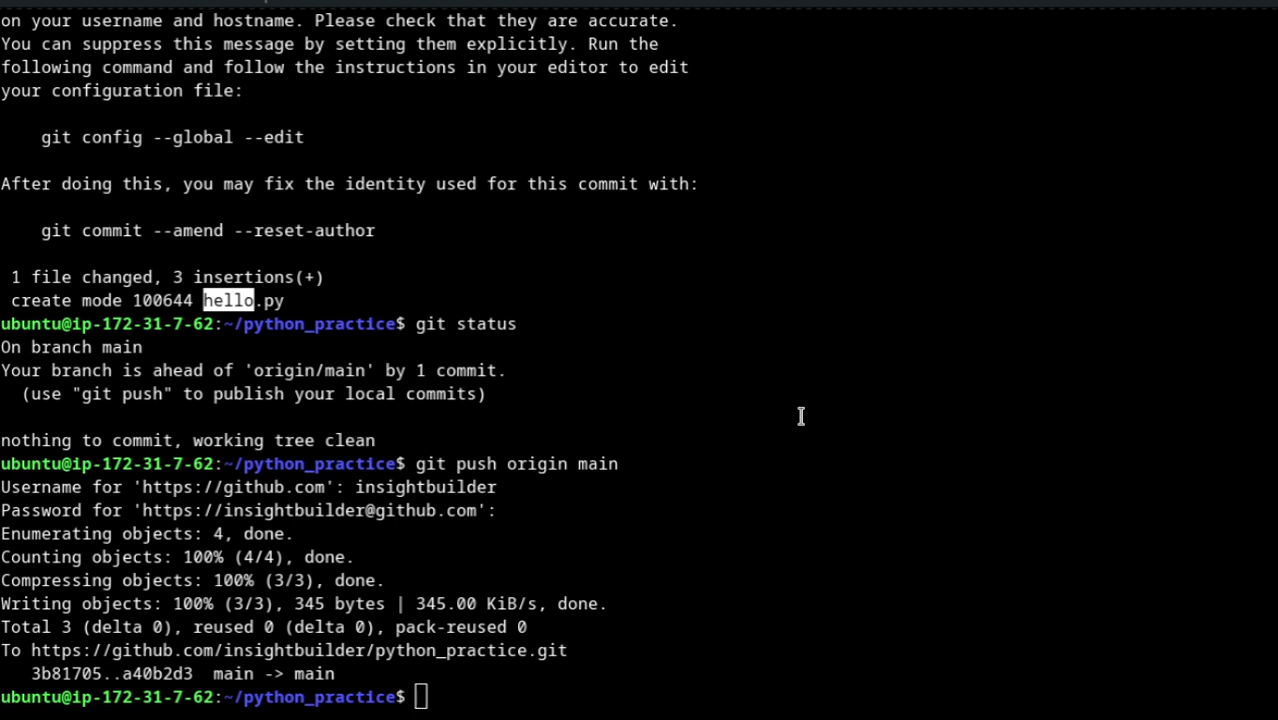 on your username and hostname. Please check that they are accurate.
You can suppress this message by setting them explicitly. Run the
following command and follow the instructions in your editor to edit
your configuration file:
git config --global --edit
After doing this, you may fix the identity used for this commit with:
git commit --amend --reset-author
1 file changed, 3 insertions(+)
create mode 100644 hello.py
ubuntu@ip-172-31-7-62:~/python_practice$ git status
On branch main
Your branch is ahead of 'origin/main' by 1 commit.
(use "git push" to publish your local commits)
nothing to commit, working tree clean
ubuntu@ip-172-31-7-62:~/python_practice$ git push origin main
Username for 'https://github.com': insightbuilder
Password for 'https://insightbuilder@github.com':
Enumerating objects: 4, done.
Counting objects: 100% (4/4), done.
Compressing objects: 100% (3/3), done.
Writing objects: 100% (3/3), 345 bytes | 345.00 KiB/s, done.
Total 3 (delta 0), reused 0 (delta 0), pack-reused 0
To https://github.com/insightbuilder/python_practice.git
3b81705..a40b2d3  main -> main
ubuntu@ip-172-31-7-62:~/python_practice$